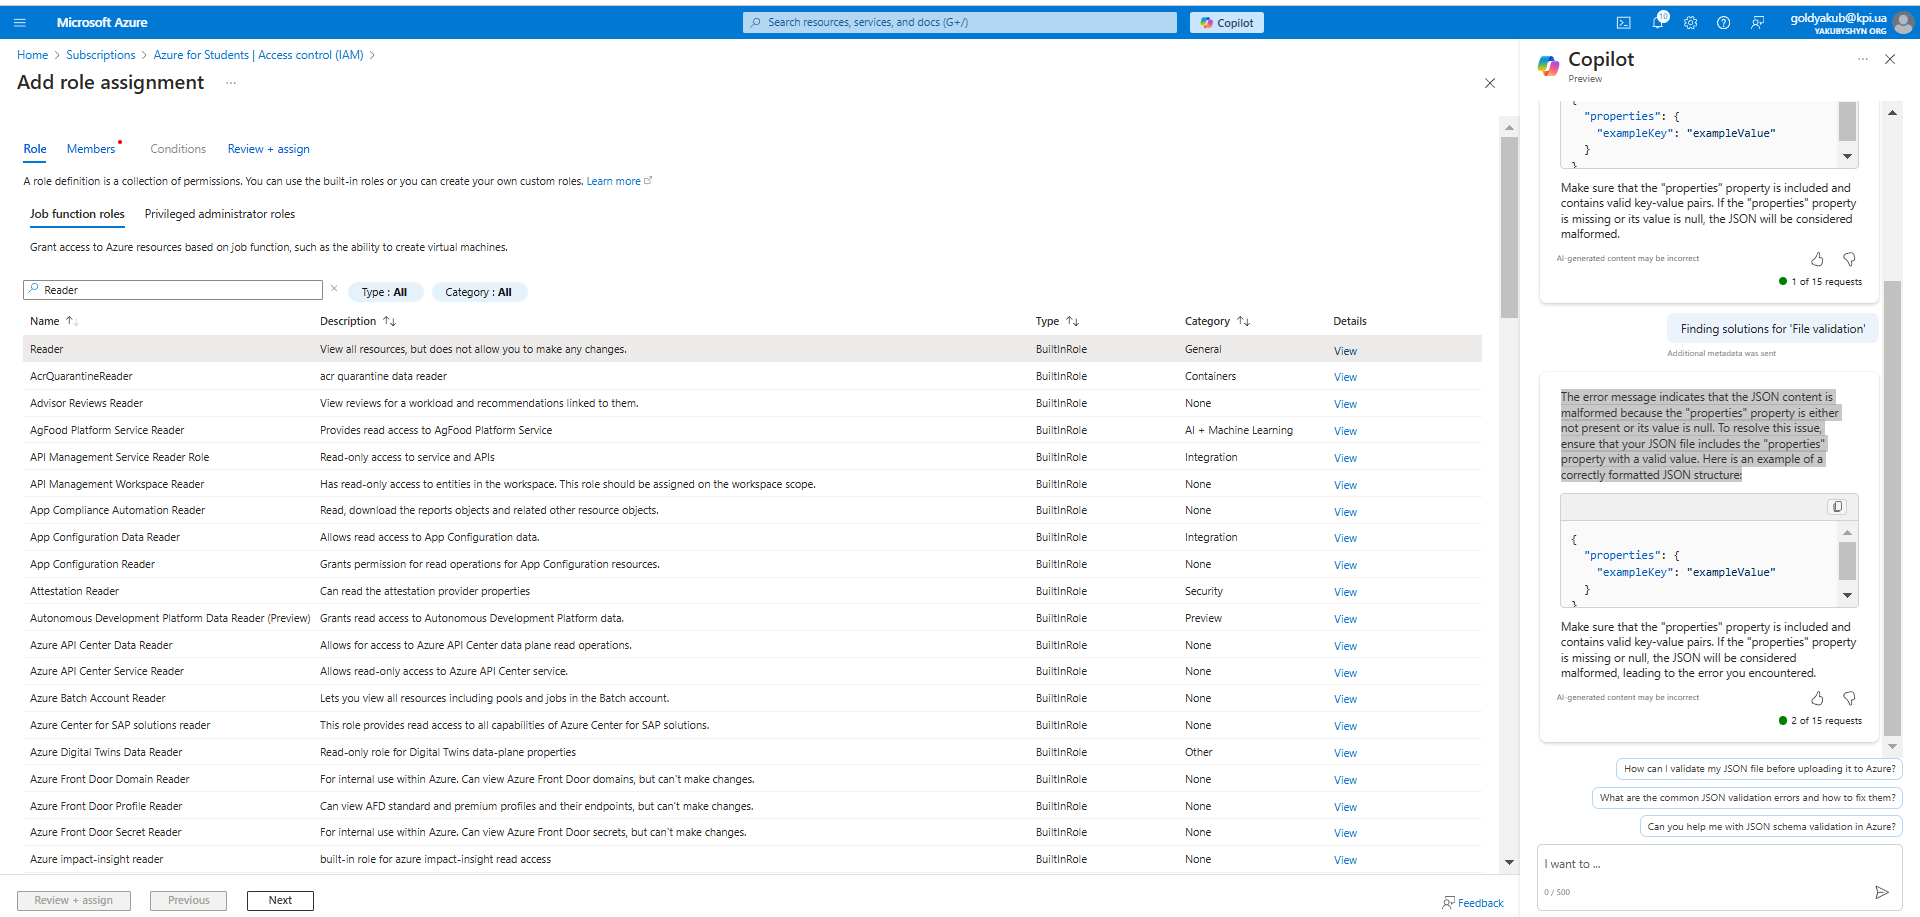 Microsoft Azure
Search resources, services, and docs (G+/)
Copilot
10
goldyakub@kpi.ua
YAKUBYSHYN ORG
Home > Subscriptions > Azure for Students | Access control (IAM) >
Add role assignment ...
Role
Members
Conditions
Review + assign
A role definition is a collection of permissions. You can use the built-in roles or you can create your own custom roles. Learn more
Job function roles
Privileged administrator roles
Grant access to Azure resources based on job function, such as the ability to create virtual machines.
Reader
Type : All
Category : All
Name ↑↓ Description ↑↓ Type ↑↓ Category ↑↓ Details
Reader View all resources, but does not allow you to make any changes. BuiltInRole General View
AcrQuarantineReader acr quarantine data reader BuiltInRole Containers View
Advisor Reviews Reader View reviews for a workload and recommendations linked to them. BuiltInRole None View
AgFood Platform Service Reader Provides read access to AgFood Platform Service BuiltInRole AI + Machine Learning View
API Management Service Reader Role Read-only access to service and APIs BuiltInRole Integration View
API Management Workspace Reader Has read-only access to entities in the workspace. This role should be assigned on the workspace scope. BuiltInRole None View
App Compliance Automation Reader Read, download the reports objects and related other resource objects. BuiltInRole None View
App Configuration Data Reader Allows read access to App Configuration data. BuiltInRole Integration View
App Configuration Reader Grants permission for read operations for App Configuration resources. BuiltInRole None View
Attestation Reader Can read the attestation provider properties BuiltInRole Security View
Autonomous Development Platform Data Reader (Preview) Grants read access to Autonomous Development Platform data. BuiltInRole Preview View
Azure API Center Data Reader Allows for access to Azure API Center data plane read operations. BuiltInRole None View
Azure API Center Service Reader Allows read-only access to Azure API Center service. BuiltInRole None View
Azure Batch Account Reader Lets you view all resources including pools and jobs in the Batch account. BuiltInRole None View
Azure Center for SAP solutions reader This role provides read access to all capabilities of Azure Center for SAP solutions. BuiltInRole None View
Azure Digital Twins Data Reader Read-only role for Digital Twins data-plane properties BuiltInRole Other View
Azure Front Door Domain Reader For internal use within Azure. Can view Azure Front Door domains, but can't make changes. BuiltInRole None View
Azure Front Door Profile Reader Can view AFD standard and premium profiles and their endpoints, but can't make changes. BuiltInRole None View
Azure Front Door Secret Reader For internal use within Azure. Can view Azure Front Door secrets, but can't make changes. BuiltInRole None View
Azure impact-insight reader built-in role for azure impact-insight read access BuiltInRole None View
Review + assign
Previous
Next
Feedback
Copilot
Preview
{
"properties": {
"exampleKey": "exampleValue"
}
}
Make sure that the "properties" property is included and
contains valid key-value pairs. If the "properties" property
is missing or its value is null, the JSON will be considered
malformed.
AI-generated content may be incorrect
1 of 15 requests
Finding solutions for 'File validation'
Additional metadata was sent
The error message indicates that the JSON content is
malformed because the "properties" property is either
not present or its value is null. To resolve this issue,
ensure that your JSON file includes the "properties"
property with a valid value. Here is an example of a
correctly formatted JSON structure:
{
"properties": {
"exampleKey": "exampleValue"
}
}
Make sure that the "properties" property is included and
contains valid key-value pairs. If the "properties" property
is missing or null, the JSON will be considered
malformed, leading to the error you encountered.
AI-generated content may be incorrect
2 of 15 requests
How can I validate my JSON file before uploading it to Azure?
What are the common JSON validation errors and how to fix them?
Can you help me with JSON schema validation in Azure?
I want to ...
0 / 500